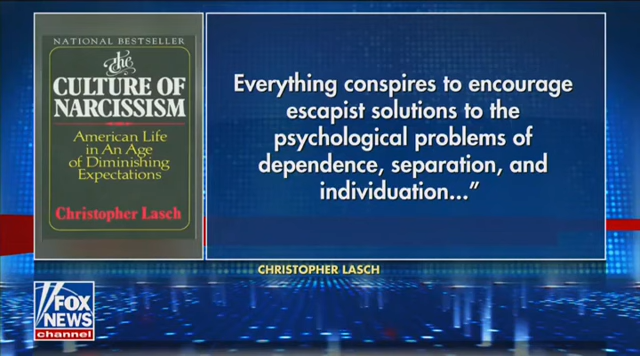 NATIONAL BESTSELLER
The
CULTURE OF
NARCISSISM
American Life
in An Age
of Diminishing
Expectations
Christopher Lasch
Everything conspires to encourage
escapist solutions to the
psychological problems of
dependence, separation, and
individuation...”
CHRISTOPHER LASCH
FOX
NEWS
channel